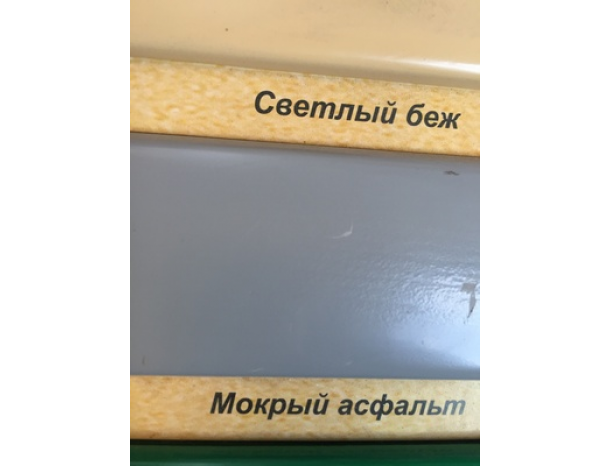 Светлый беж
Мокрый асфальт